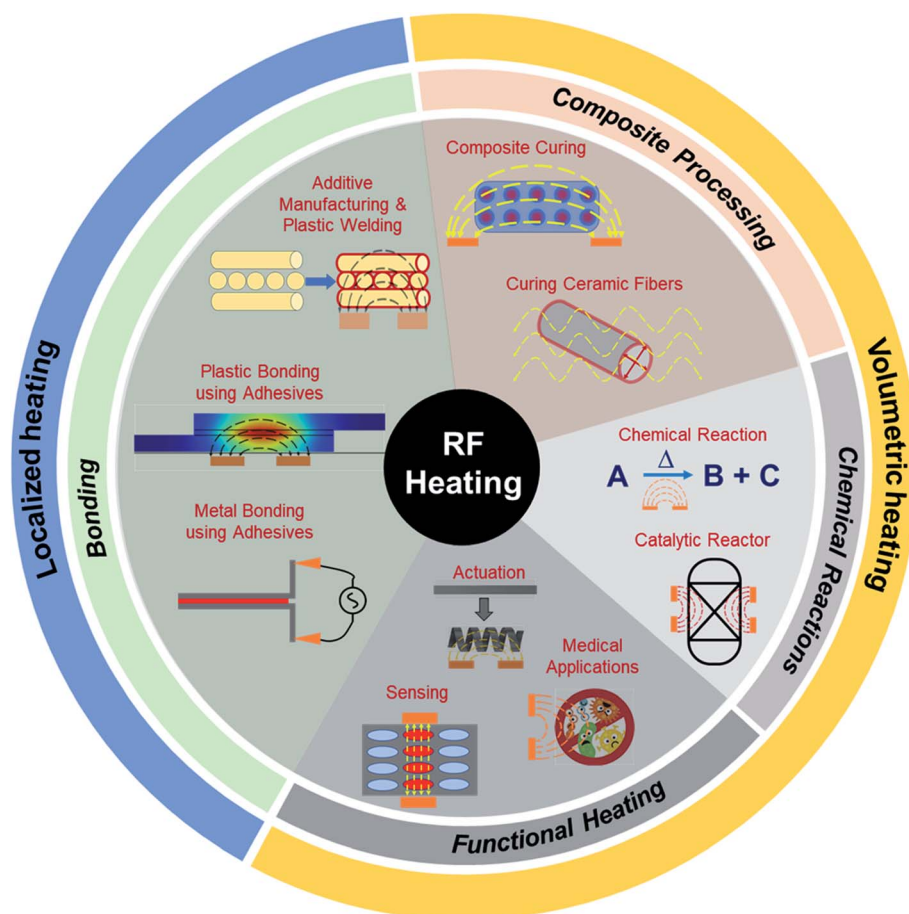 Composite Processing
Composite Curing
Additive
Manufacturing &
Plastic Welding
Curing Ceramic Fibers
Localized heating
Volumetric heating
Plastic Bonding
using Adhesives
RF
Heating
Chemical Reaction
Δ
A B + C
Bonding
Chemical Reactions
Metal Bonding
using Adhesives
Catalytic Reactor
Actuation
Medical
Applications
Sensing
Functional Heating